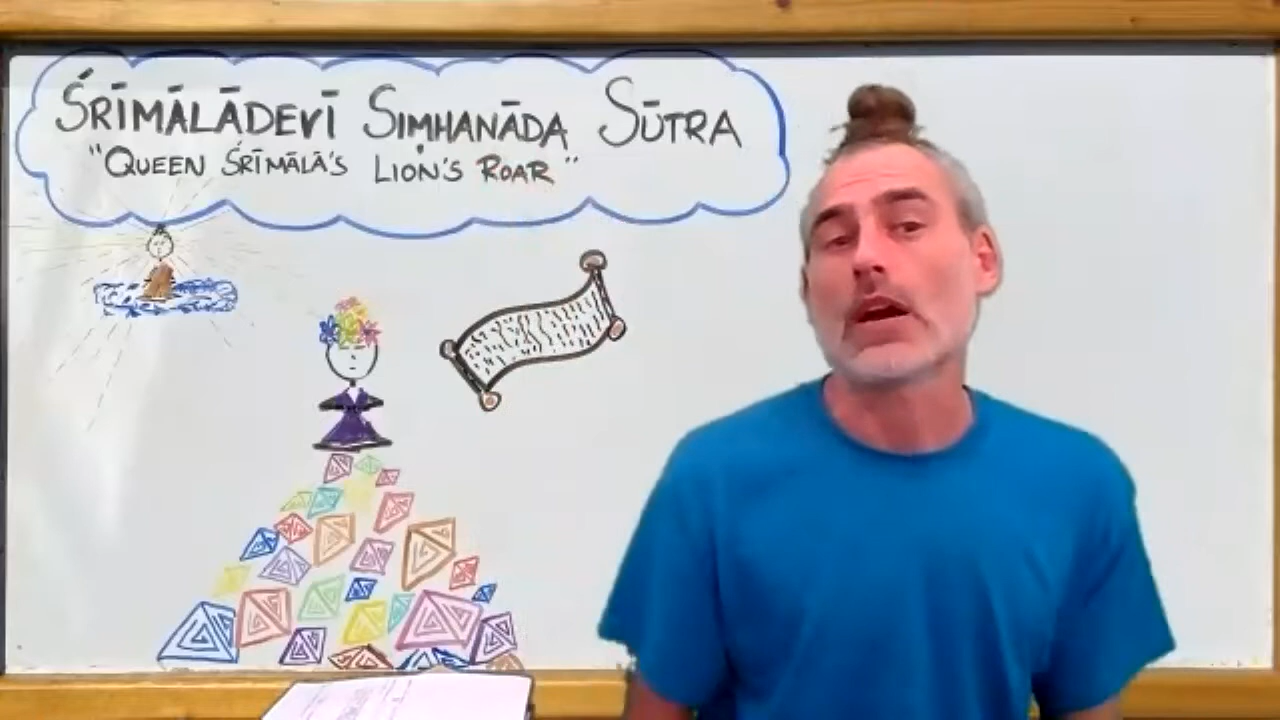 ŚRĪMĀLĀDEVĪ SIṂHANĀDA SŪTRA
"QUEEN ŚRĪMĀLĀ'S LION'S ROAR"